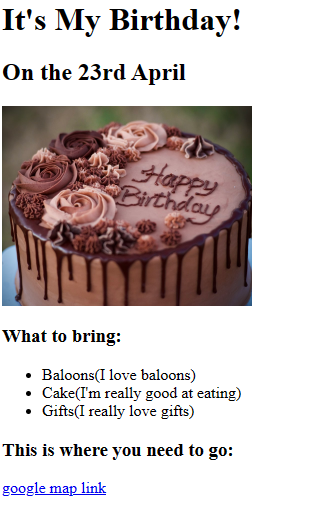 It's My Birthday!
On the 23rd April
Happy
Birthday
What to bring:
Baloons(I love baloons)
Cake(I'm really good at eating)
Gifts(I really love gifts)
This is where you need to go:
google map link